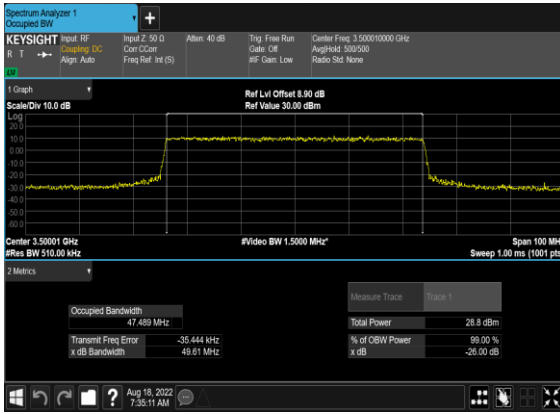 Spectrum Analyzer 1
Occupied BW
+
KEYSIGHT
R T
LW
Input: RF
Coupling: DC
Align: Auto
Input Z: 50 Ω
Corr CCorr
Freq Ref: Int (S)
Atten: 40 dB
Trig: Free Run
Gate: Off
#IF Gain: Low
Center Freq: 3.500010000 GHz
Avg|Hold: 500/500
Radio Std: None
1 Graph
Scale/Div 10.0 dB
Ref Lvl Offset 8.90 dB
Ref Value 30.00 dBm
Log
20.0
10.0
0.00
-10.0
-20.0
-30.0
-40.0
-50.0
-60.0
Center 3.50001 GHz
#Res BW 510.00 kHz
#Video BW 1.5000 MHz*
Span 100 MH
Sweep 1.00 ms (1001 pts
2 Metrics
Measure Trace
Trace 1
Occupied Bandwidth
47.489 MHz
Total Power
28.8 dBm
Transmit Freq Error
-35.444 kHz
% of OBW Power
99.00 %
x dB Bandwidth
49.61 MHz
x dB
-26.00 dB
?
Aug 18, 2022
7:35:11 AM